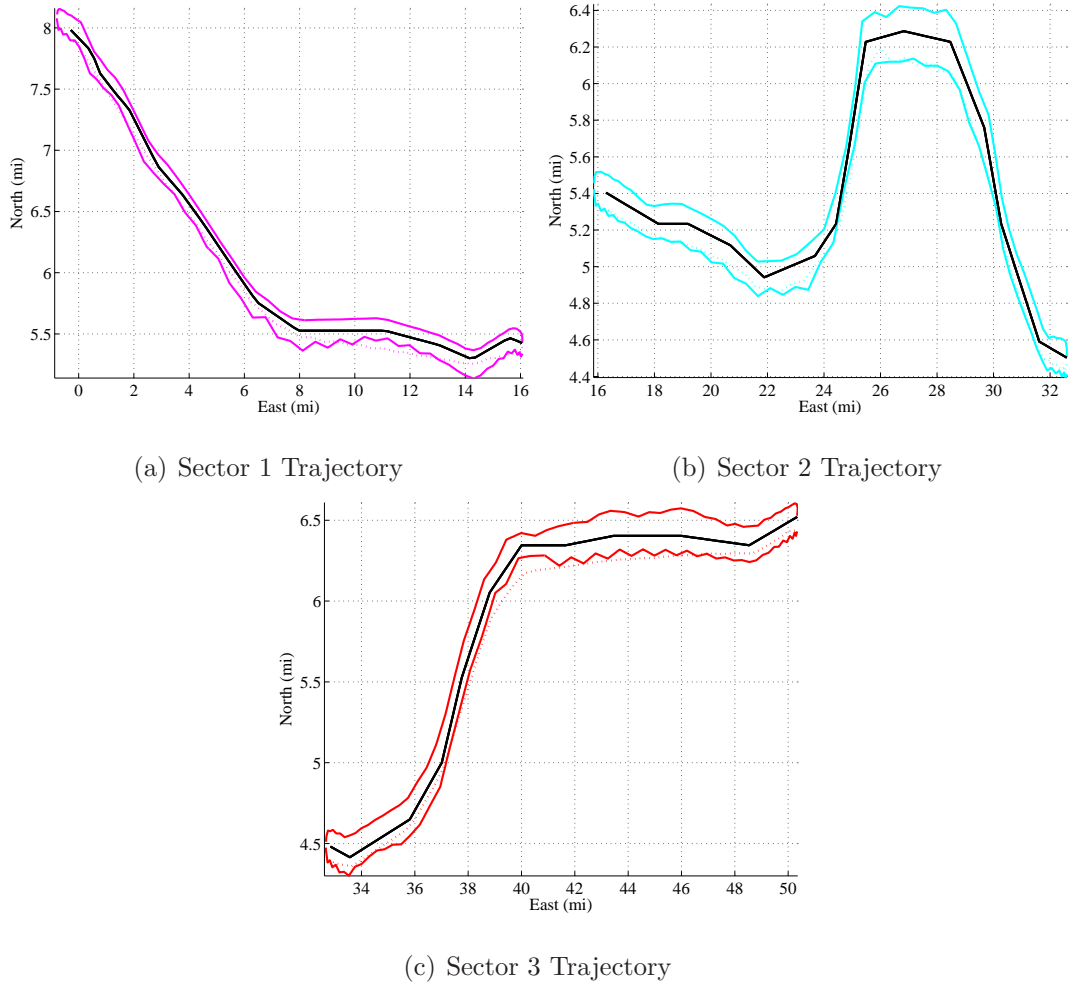 8
7.5
7
6.5
6
5.5
North (mi)
0 2 4 6 8 10 12 14 16
East (mi)
(a) Sector 1 Trajectory
6.4
6.2
6
5.8
5.6
5.4
5.2
5
4.8
4.6
4.4
North (mi)
16 18 20 22 24 26 28 30 32
East (mi)
(b) Sector 2 Trajectory
6.5
6
5.5
5
4.5
North (mi)
34 36 38 40 42 44 46 48 50
East (mi)
(c) Sector 3 Trajectory